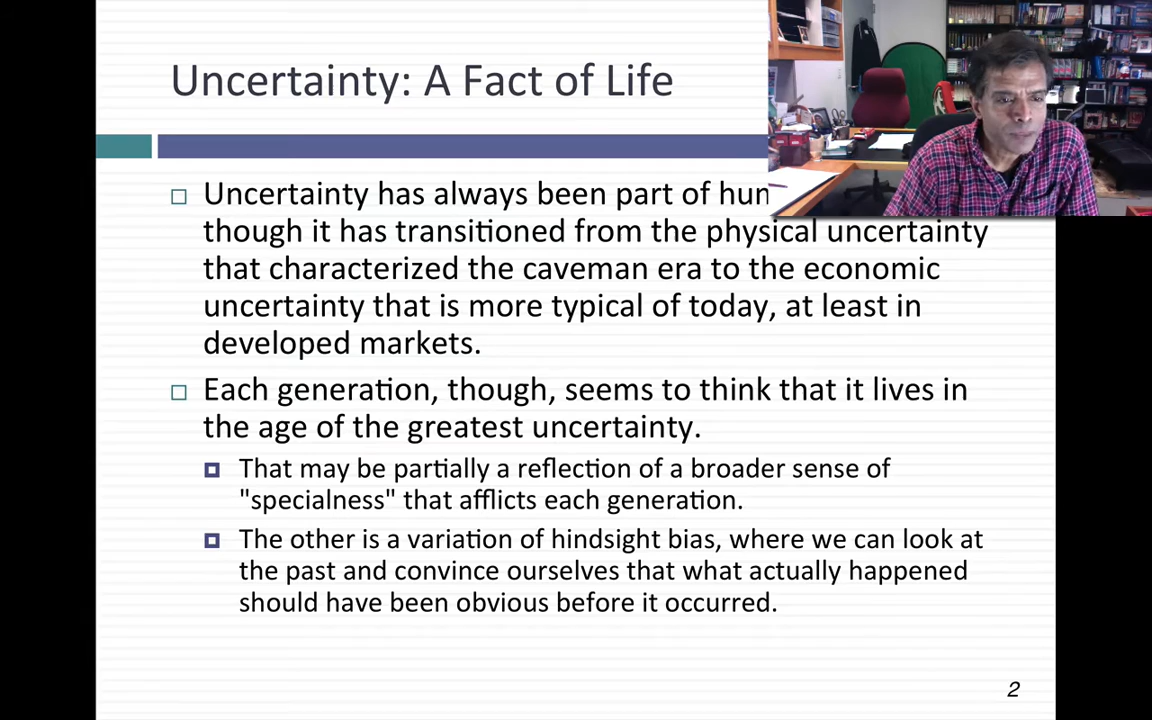 Uncertainty: A Fact of Life
Uncertainty has always been part of
though it has transitioned from the physical uncertainty
that characterized the caveman era to the economic
uncertainty that is more typical of today, at least in
developed markets.
Each generation, though, seems to think that it lives in
the age of the greatest uncertainty.
That may be partially a reflection of a broader sense of
"specialness" that afflicts each generation.
The other is a variation of hindsight bias, where we can look at
the past and convince ourselves that what actually happened
should have been obvious before it occurred.
2